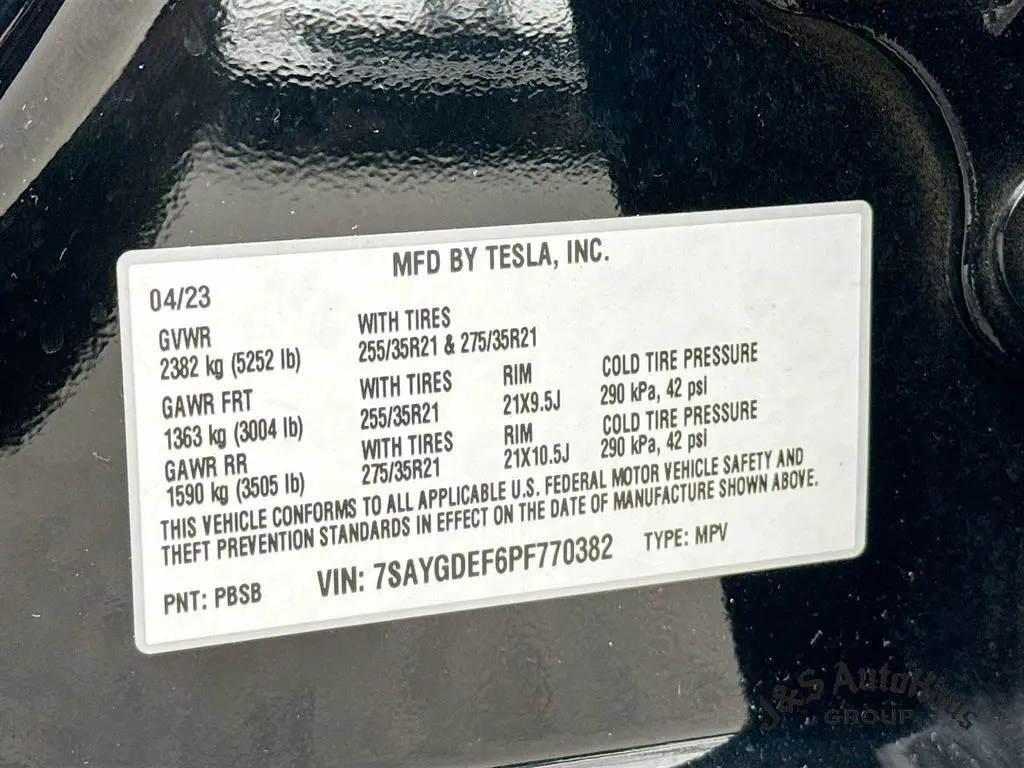 MFD BY TESLA, INC.
04/23
GVWR WITH TIRES
2382 kg (5252 lb) 255/35R21 & 275/35R21
GAWR FRT WITH TIRES RIM COLD TIRE PRESSURE
1363 kg (3004 lb) 255/35R21 21X9.5J 290 kPa, 42 psi
GAWR RR WITH TIRES RIM COLD TIRE PRESSURE
1590 kg (3505 lb) 275/35R21 21X10.5J 290 kPa, 42 psi
THIS VEHICLE CONFORMS TO ALL APPLICABLE U.S. FEDERAL MOTOR VEHICLE SAFETY AND
THEFT PREVENTION STANDARDS IN EFFECT ON THE DATE OF MANUFACTURE SHOWN ABOVE.
PNT: PBSB VIN: 7SAYGDEF6PF770382 TYPE: MPV
J&S AutoHaus
GROUP